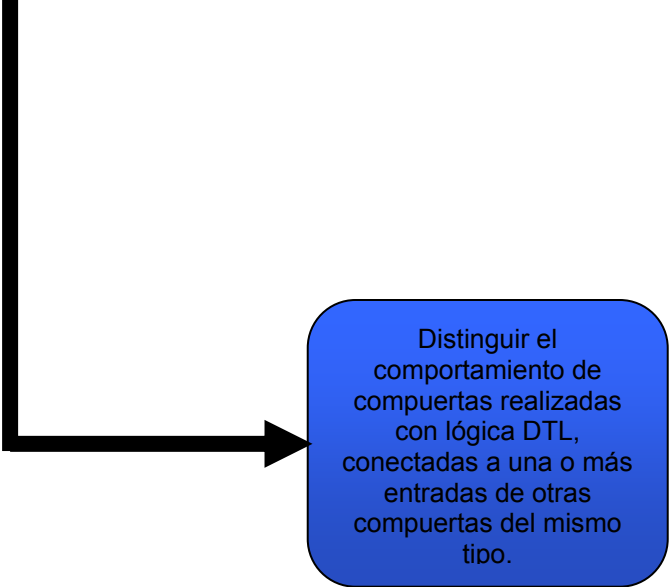 Distinguir el
comportamiento de
compuertas realizadas
con lógica DTL,
conectadas a una o más
entradas de otras
compuertas del mismo
tipo.